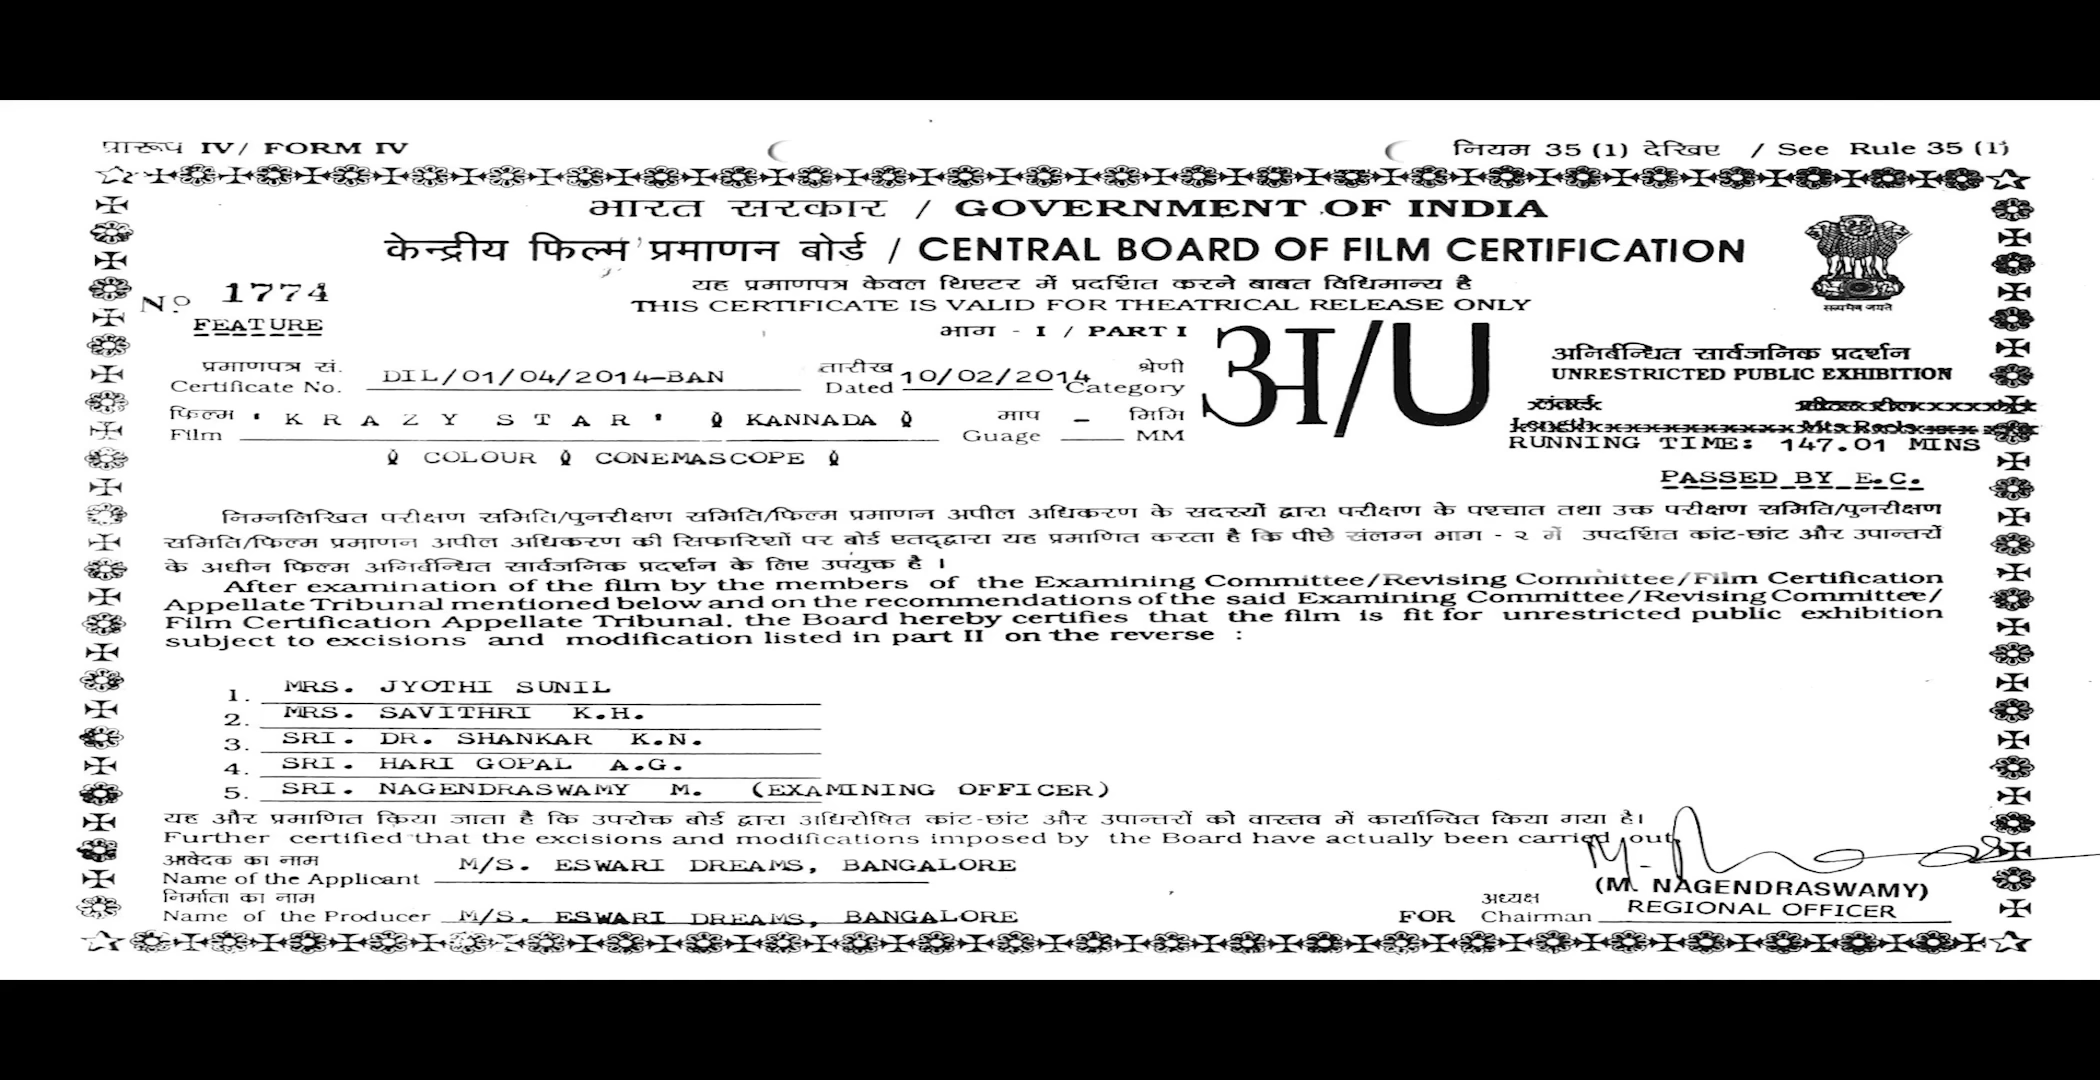 प्रारूप IV/ FORM IV
नियम 35 (1) देखिए / See Rule 35 (1)
भारत सरकार / GOVERNMENT OF INDIA
केन्द्रीय फिल्म प्रमाणन बोर्ड / CENTRAL BOARD OF FILM CERTIFICATION
यह प्रमाणपत्र केवल थिएटर में प्रदर्शित करने बाबत विधिमान्य है
THIS CERTIFICATE IS VALID FOR THEATRICAL RELEASE ONLY
सत्यमेव जयते
No. 1774
FEATURE
भाग - I / PART I
अ/U
अनिर्बन्धित सार्वजनिक प्रदर्शन
UNRESTRICTED PUBLIC EXHIBITION
प्रमाणपत्र सं. तारीख श्रेणी
Certificate No. DIL/01/04/2014-BAN Dated 10/02/2014 Category
फिल्म ' K R A Z Y S T A R ' ( KANNADA ) माप - मिमि
Film Guage MM
( COLOUR ) ( CONEMASCOPE )
RUNNING TIME: 147.01 MINS
PASSED BY E.C.
निम्नलिखित परीक्षण समिति/पुनरीक्षण समिति/फिल्म प्रमाणन अपील अधिकरण के सदस्यों द्वारा परीक्षण के पश्चात तथा उक्त परीक्षण समिति/पुनरीक्षण
समिति/फिल्म प्रमाणन अपील अधिकरण की सिफारिशों पर बोर्ड एतद्द्वारा यह प्रमाणित करता है कि पीछे संलग्न भाग - २ में उपदर्शित कांट-छांट और उपान्तरों
के अधीन फिल्म अनिर्बन्धित सार्वजनिक प्रदर्शन के लिए उपयुक्त है ।
After examination of the film by the members of the Examining Committee/Revising Committee/Film Certification
Appellate Tribunal mentioned below and on the recommendations of the said Examining Committee/Revising Committee/
Film Certification Appellate Tribunal, the Board hereby certifies that the film is fit for unrestricted public exhibition
subject to excisions and modification listed in part II on the reverse :
1. MRS. JYOTHI SUNIL
2. MRS. SAVITHRI K.H.
3. SRI. DR. SHANKAR K.N.
4. SRI. HARI GOPAL A.G.
5. SRI. NAGENDRASWAMY M. (EXAMINING OFFICER)
यह और प्रमाणित किया जाता है कि उपरोक्त बोर्ड द्वारा अधिरोषित कांट-छांट और उपान्तरों को वास्तव में कार्यान्वित किया गया है।
Further certified that the excisions and modifications imposed by the Board have actually been carried out.
आवेदक का नाम
Name of the Applicant M/S. ESWARI DREAMS, BANGALORE
निर्माता का नाम
Name of the Producer M/S. ESWARI DREAMS, BANGALORE
(M. NAGENDRASWAMY)
अध्यक्ष
FOR Chairman REGIONAL OFFICER